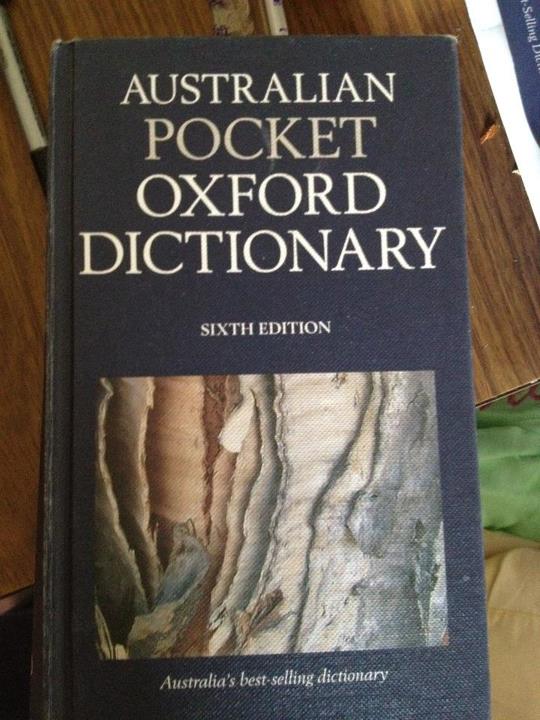 AUSTRALIAN
POCKET
OXFORD
DICTIONARY
SIXTH EDITION
Australia's best-selling dictionary